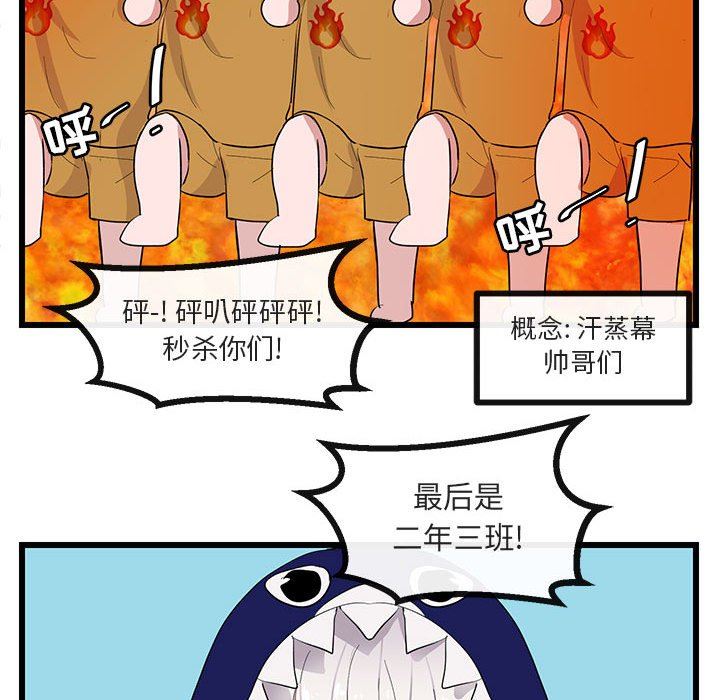 呼
呼
砰-! 砰叭砰砰砰!
秒杀你们!
概念: 汗蒸幕
帅哥们
最后是
二年三班!